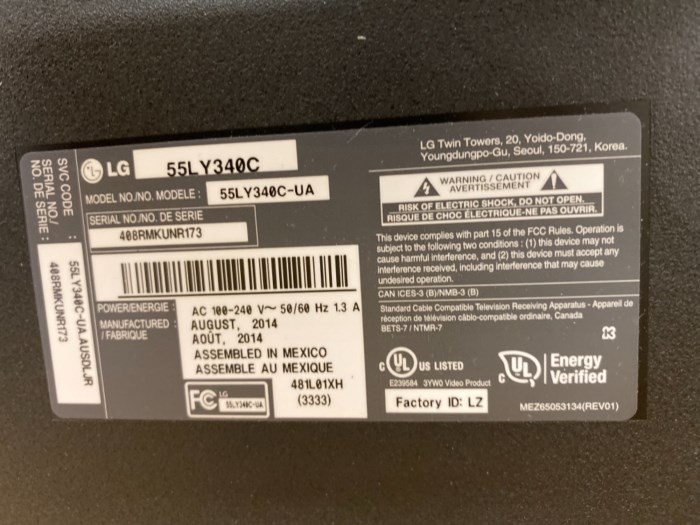 SVC CODE : 55LY340C-UA.AUSDLJR
SERIAL NO./
NO. DE SERIE : 408RMKUNR173
LG 55LY340C
MODEL NO./NO. MODELE : 55LY340C-UA
SERIAL NO./NO. DE SERIE
408RMKUNR173
POWER/ENERGIE : AC 100-240 V~ 50/60 Hz 1.3 A
MANUFACTURED : AUGUST, 2014
/ FABRIQUE AOÛT, 2014
ASSEMBLED IN MEXICO
ASSEMBLE AU MEXIQUE
FC LG
55LY340C-UA
481L01XH
(3333)
LG Twin Towers, 20, Yoido-Dong,
Youngdungpo-Gu, Seoul, 150-721, Korea.
WARNING / CAUTION
AVERTISSEMENT
RISK OF ELECTRIC SHOCK, DO NOT OPEN.
RISQUE DE CHOC ÉLECTRIQUE-NE PAS OUVRIR.
This device complies with part 15 of the FCC Rules. Operation is
subject to the following two conditions : (1) this device may not
cause harmful interference, and (2) this device must accept any
interference received, including interference that may cause
undesired operation.
CAN ICES-3 (B)/NMB-3 (B)
Standard Cable Compatible Television Receiving Apparatus - Appareil de
réception de télévision câblo-compatible ordinaire, Canada
BETS-7 / NTMR-7
C UL US LISTED
E239584 3YW0 Video Product
Factory ID: LZ
C UL Energy
Verified
MEZ65053134(REV01)